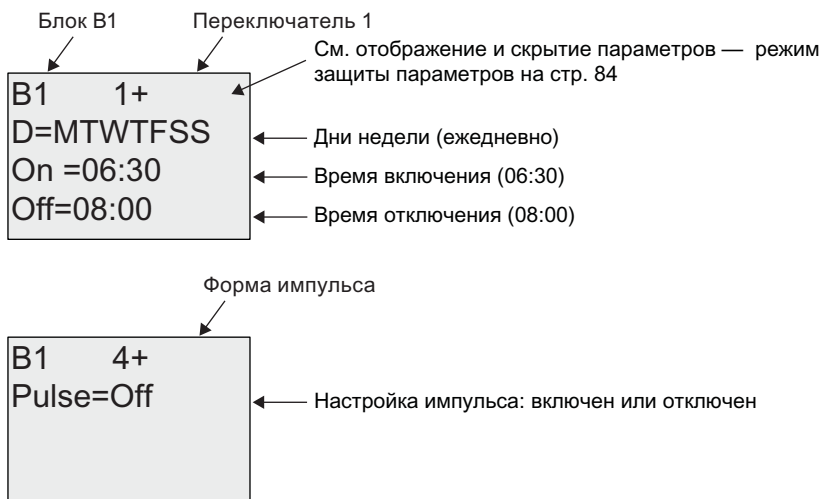 Блок B1
Переключатель 1
См. отображение и скрытие параметров — режим
защиты параметров на стр. 84
B1 1+
D=MTWTFSS
Дни недели (ежедневно)
On =06:30
Время включения (06:30)
Off=08:00
Время отключения (08:00)
Форма импульса
B1 4+
Pulse=Off
Настройка импульса: включен или отключен